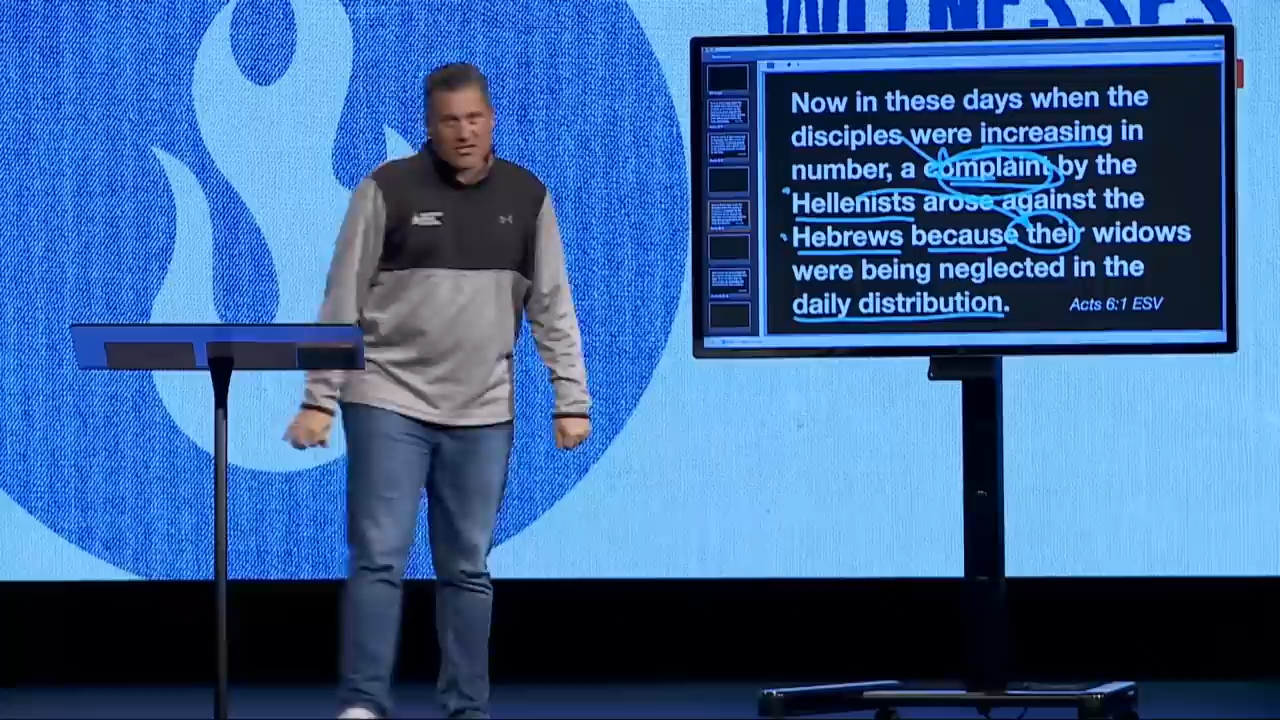 WITNESSES
Now in these days when the
disciples were increasing in
number, a complaint by the
Hellenists arose against the
Hebrews because their widows
were being neglected in the
daily distribution.
Acts 6:1 ESV